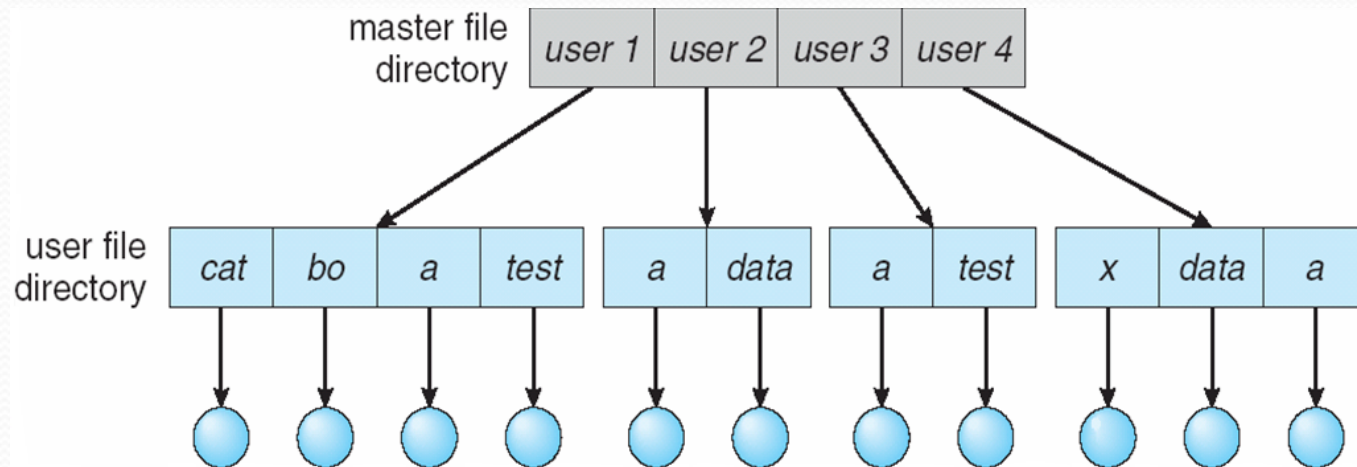 master file
directory
user 1 user 2 user 3 user 4
user file
directory
cat bo a test a data a test x data a